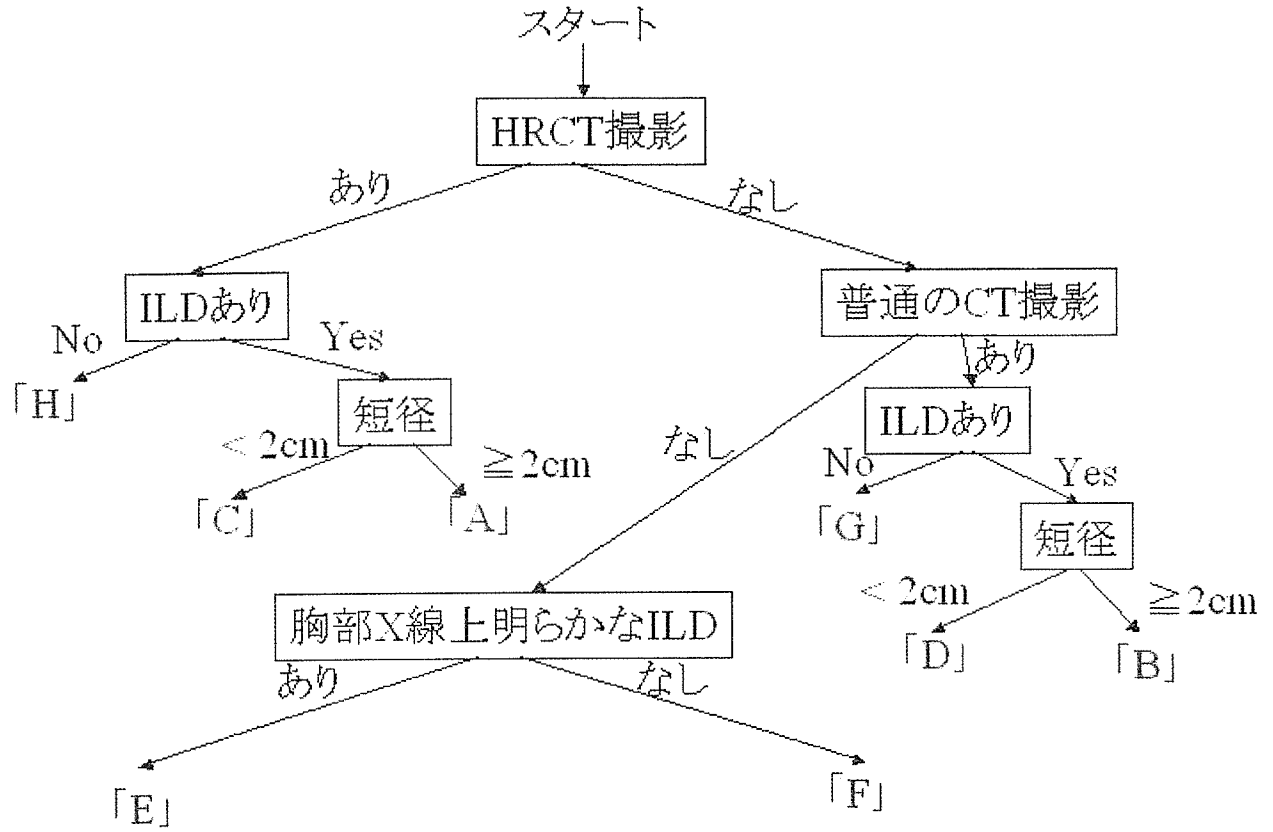 スタート
HRCT撮影
あり
なし
ILDあり
普通のCT撮影
No
Yes
あり
「H」
短径
ILDあり
< 2cm
≧2cm
なし
No
Yes
「C」
「A」
「G」
短径
胸部X線上明らかなILD
< 2cm
≧2cm
あり
なし
「D」
「B」
「E」
「F」